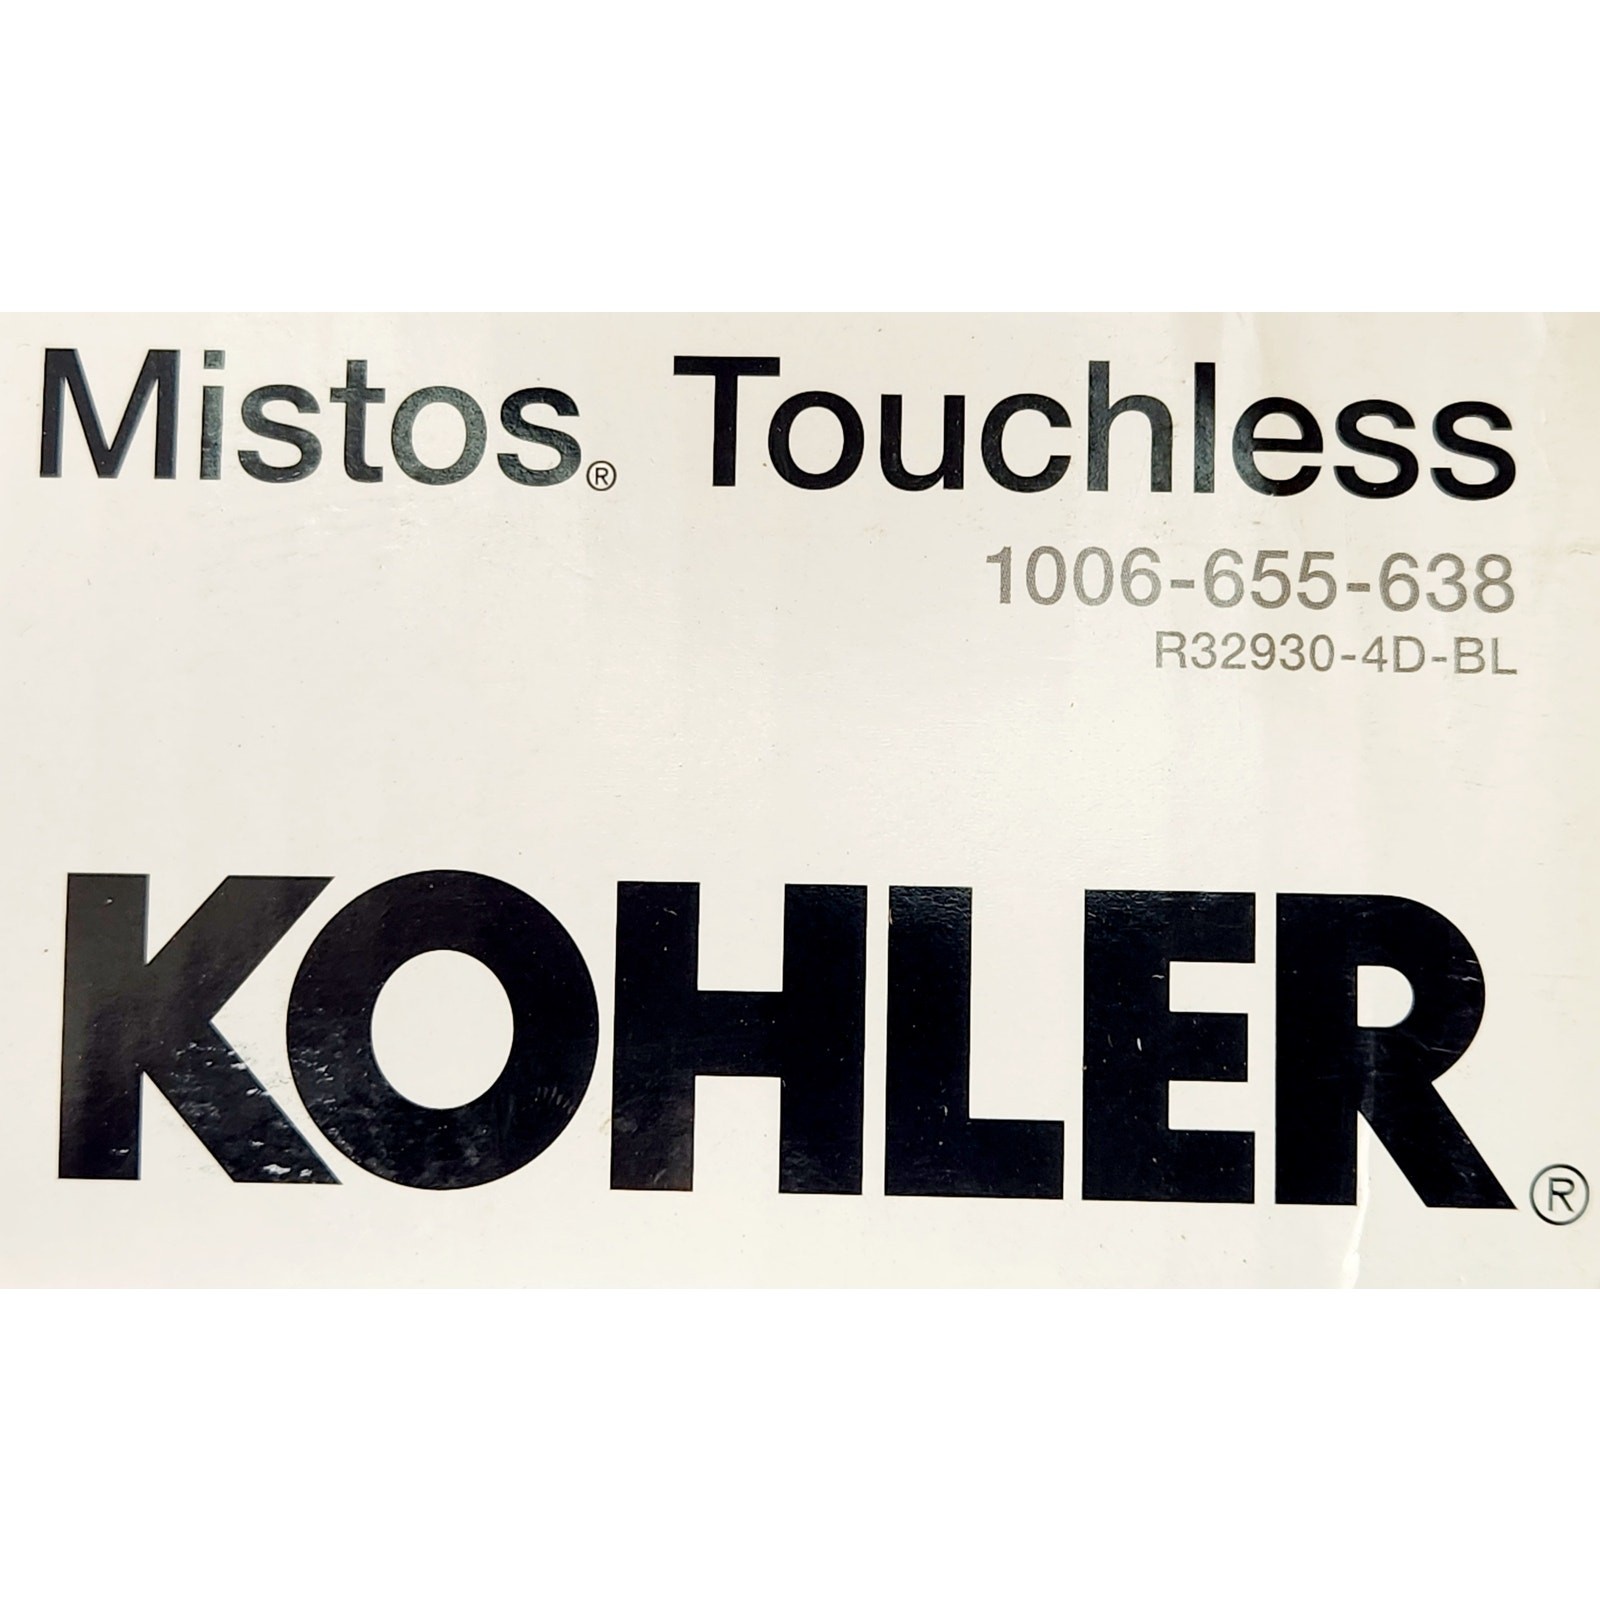 Mistos® Touchless
1006-655-638
R32930-4D-BL
KOHLER®